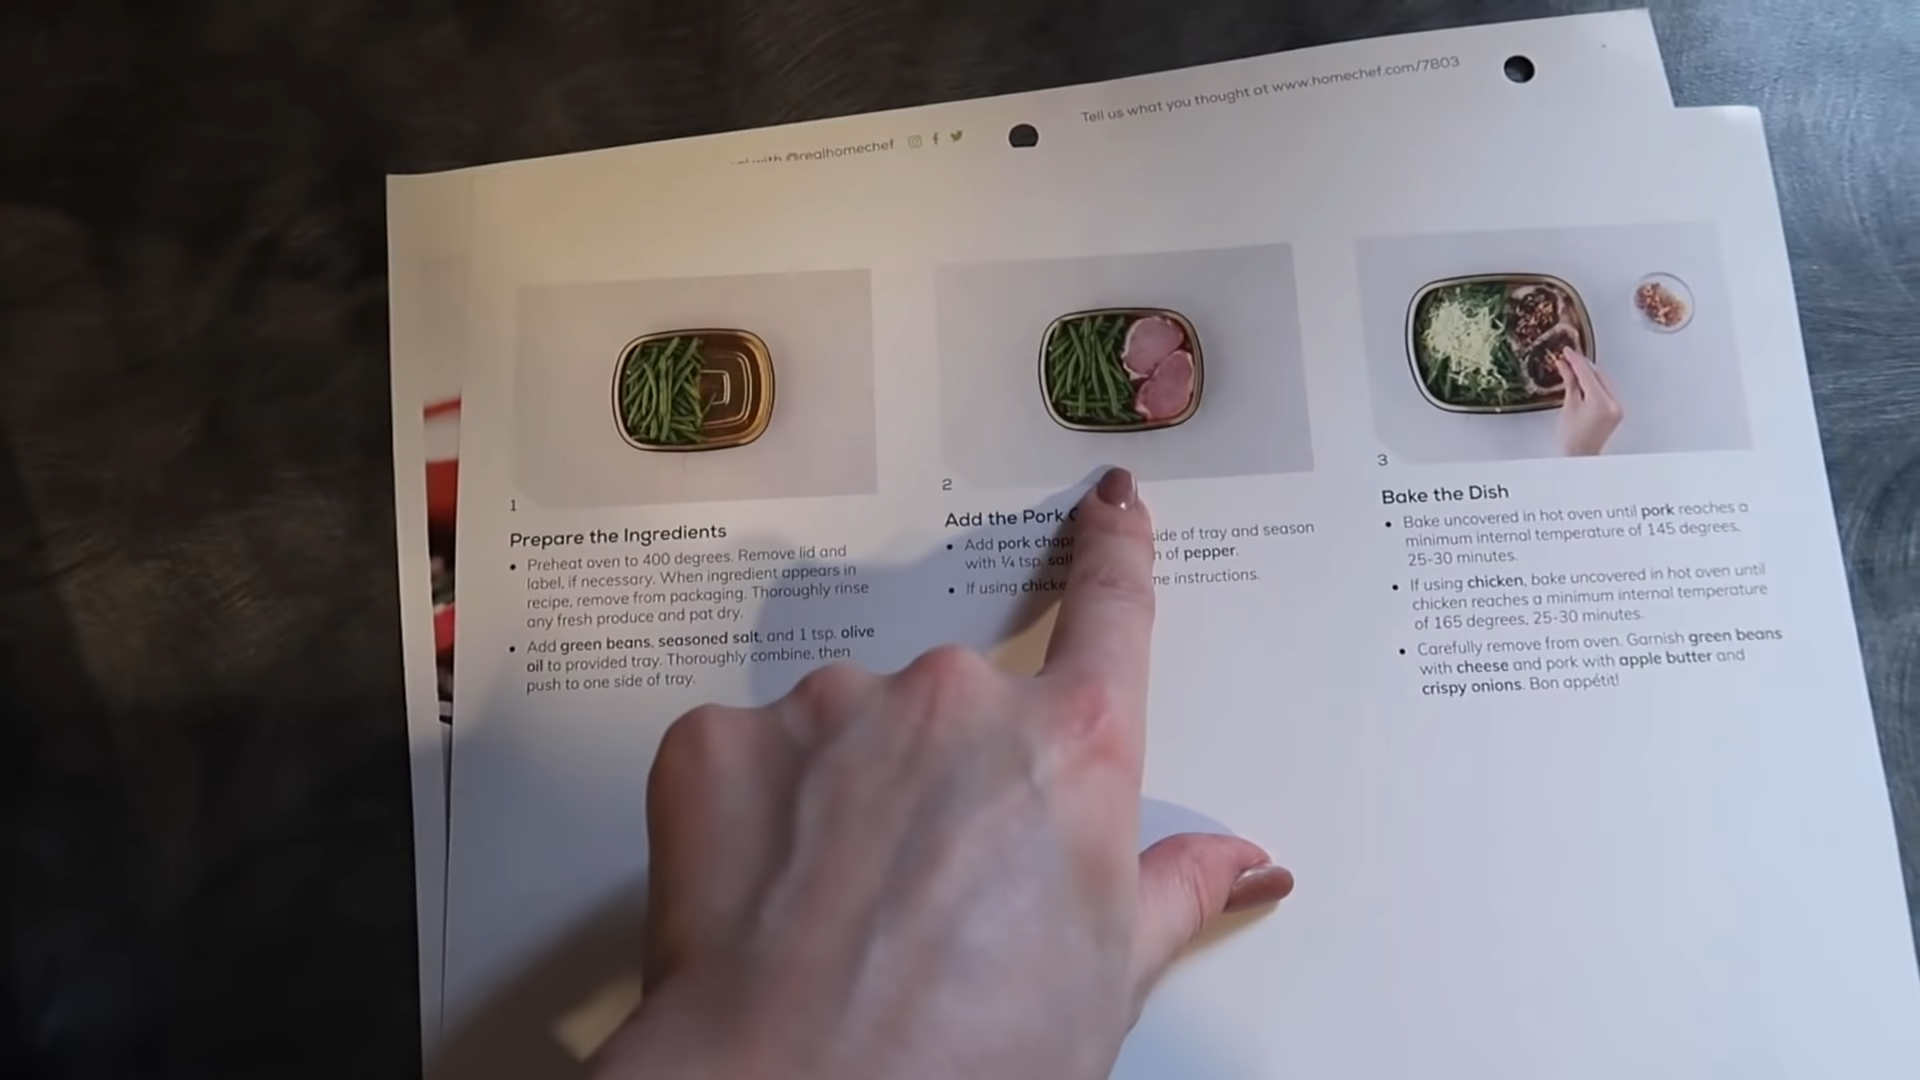 @realhomechef
Tell us what you thought at www.homechef.com/7803
1
Prepare the Ingredients
• Preheat oven to 400 degrees. Remove lid and
label, if necessary. When ingredient appears in
recipe, remove from packaging. Thoroughly rinse
any fresh produce and pat dry.
• Add green beans, seasoned salt, and 1 tsp. olive
oil to provided tray. Thoroughly combine, then
push to one side of tray.
2
Add the Pork
• Add pork side of tray and season
with ¼ tsp. of pepper.
• If using instructions.
3
Bake the Dish
• Bake uncovered in hot oven until pork reaches a
minimum internal temperature of 145 degrees,
25-30 minutes.
• If using chicken, bake uncovered in hot oven until
chicken reaches a minimum internal temperature
of 165 degrees, 25-30 minutes.
• Carefully remove from oven. Garnish green beans
with cheese and pork with apple butter and
crispy onions. Bon appétit!